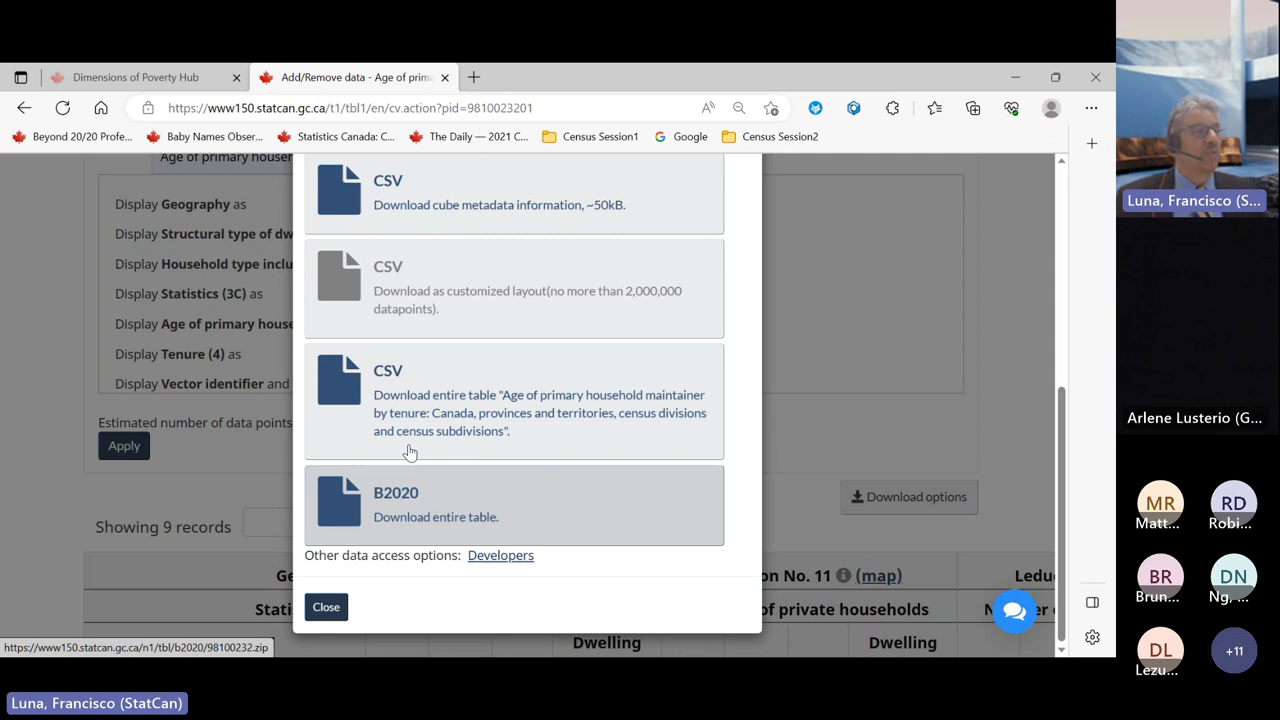 Dimensions of Poverty Hub
Add/Remove data - Age of prima
https://www150.statcan.gc.ca/t1/tbl1/en/cv.action?pid=9810023201
Beyond 20/20 Profe...
Baby Names Obser...
Statistics Canada: C...
The Daily — 2021 C...
Census Session1
Google
Census Session2
Age of primary househ
Display Geography as
Display Structural type of dw
Display Household type inclu
Display Statistics (3C) as
Display Age of primary house
Display Tenure (4) as
Display Vector identifier and
Estimated number of data points
Apply
CSV
Download cube metadata information, ~50kB.
CSV
Download as customized layout(no more than 2,000,000
datapoints).
CSV
Download entire table "Age of primary household maintainer
by tenure: Canada, provinces and territories, census divisions
and census subdivisions".
B2020
Download entire table.
Other data access options: Developers
Close
Download options
Showing 9 records
Ge
on No. 11 (map)
Leduc
Stati
of private households
N
er o
Dwelling
Dwelling
https://www150.statcan.gc.ca/n1/tbl/b2020/98100232.zip
Luna, Francisco (StatCan)
Luna, Francisco (S...
Arlene Lusterio (G...
MR
RD
Matt...
Robi...
BR
DN
Brun...
Ng, ...
DL
+11
Lezu...